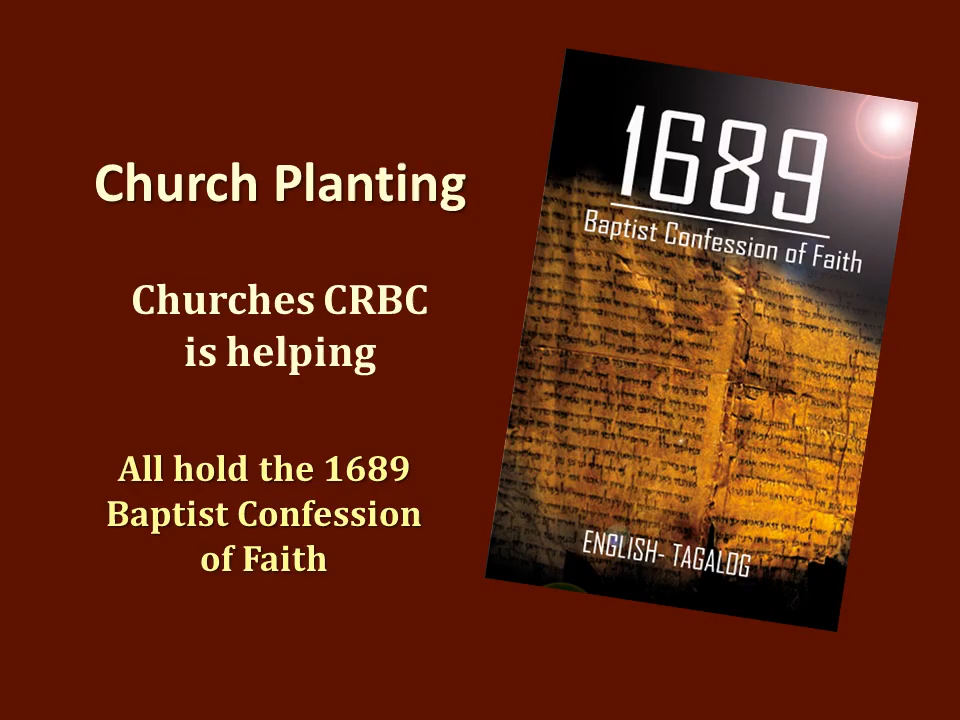 Church Planting
Churches CRBC
is helping
All hold the 1689
Baptist Confession
of Faith
1689
Baptist Confession of Faith
ENGLISH- TAGALOG